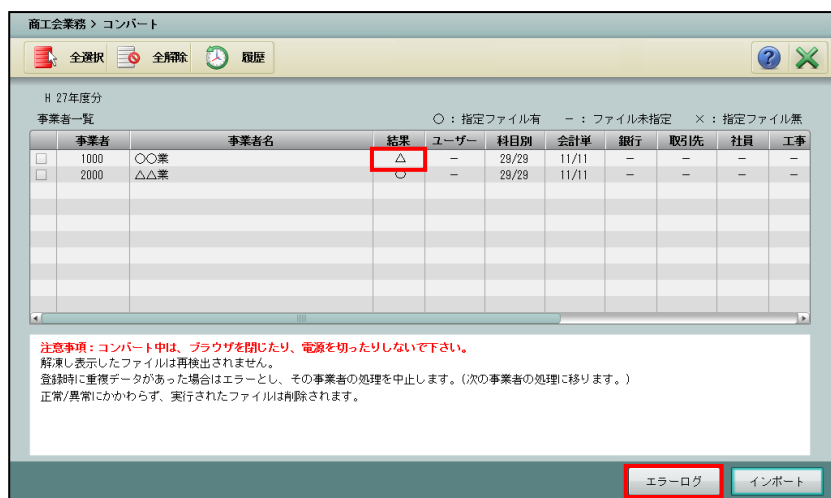 商工会業務 > コンバート
全選択 全解除 履歴
H 27年度分
事業者一覧 ○：指定ファイル有 －：ファイル未指定 ×：指定ファイル無
事業者 事業者名 結果 ユーザー 科目別 会計単 銀行 取引先 社員 工事
1000 ○○業 △ － 29/29 11/11 － － － －
2000 △△業 ○ － 29/29 11/11 － － － －
注意事項：コンバート中は、ブラウザを閉じたり、電源を切ったりしないで下さい。
解凍し表示したファイルは再検出されません。
登録時に重複データがあった場合はエラーとし、その事業者の処理を中止します。(次の事業者の処理に移ります。)
正常/異常にかかわらず、実行されたファイルは削除されます。
エラーログ インポート